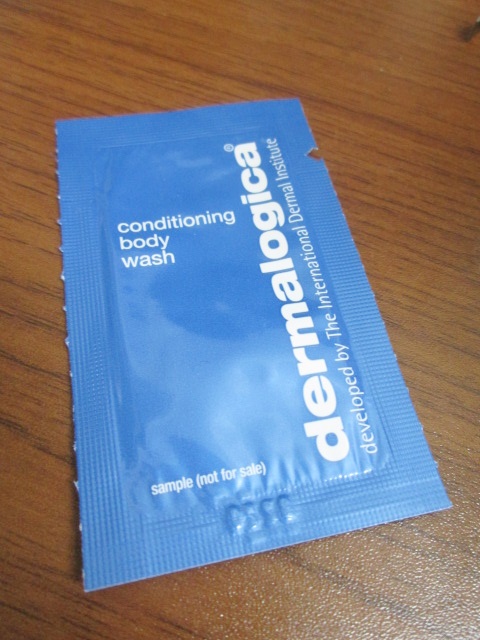 conditioning
body
wash
dermalogica®
developed by The International Dermal Institute
sample (not for sale)